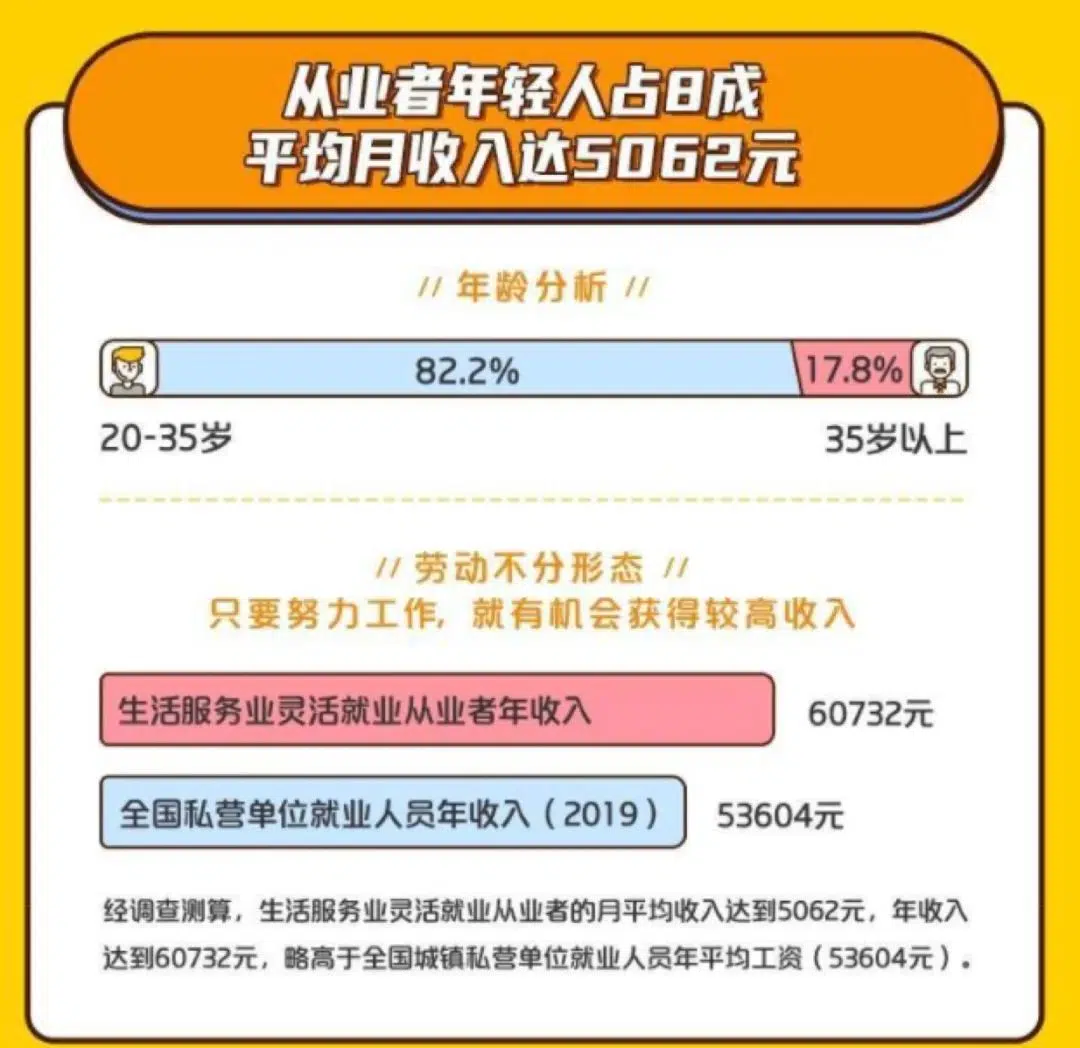 从业者年轻人占8成
平均月收入达5062元
// 年龄分析 //
82.2%
17.8%
20-35岁
35岁以上
// 劳动不分形态 //
只要努力工作，就有机会获得较高收入
生活服务业灵活就业从业者年收入
60732元
全国私营单位就业人员年收入（2019）
53604元
经调查测算，生活服务业灵活就业从业者的月平均收入达到5062元，年收入
达到60732元，略高于全国城镇私营单位就业人员年平均工资（53604元）。